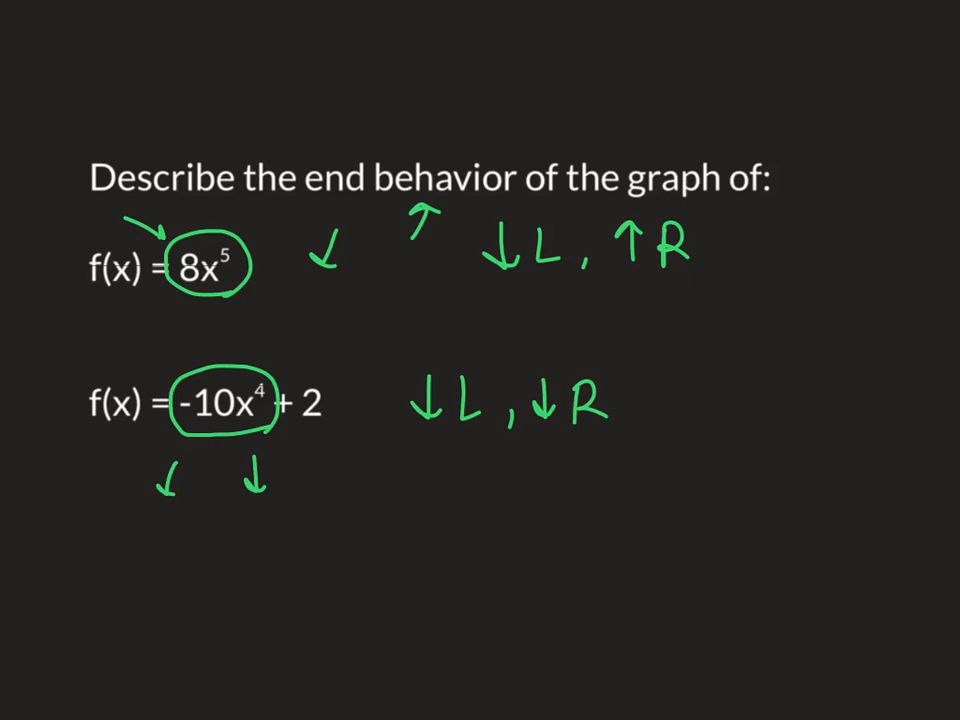 Describe the end behavior of the graph of:
f(x) = 8x⁵ ↓ L, ↑ R
f(x) = -10x⁴ + 2 ↓ L, ↓ R